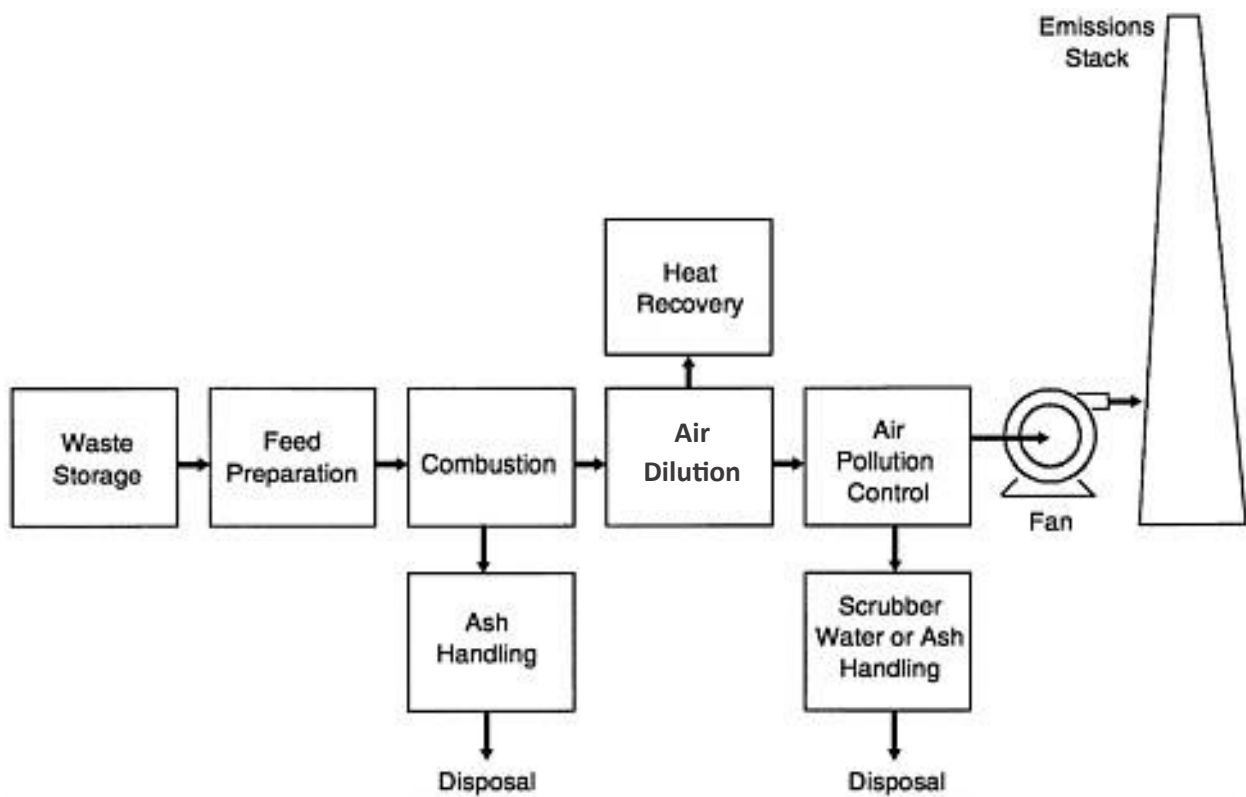 Emissions
Stack
Heat
Recovery
Waste
Storage
Feed
Preparation
Combustion
Air
Dilution
Air
Pollution
Control
Fan
Ash
Handling
Scrubber
Water or Ash
Handling
Disposal
Disposal